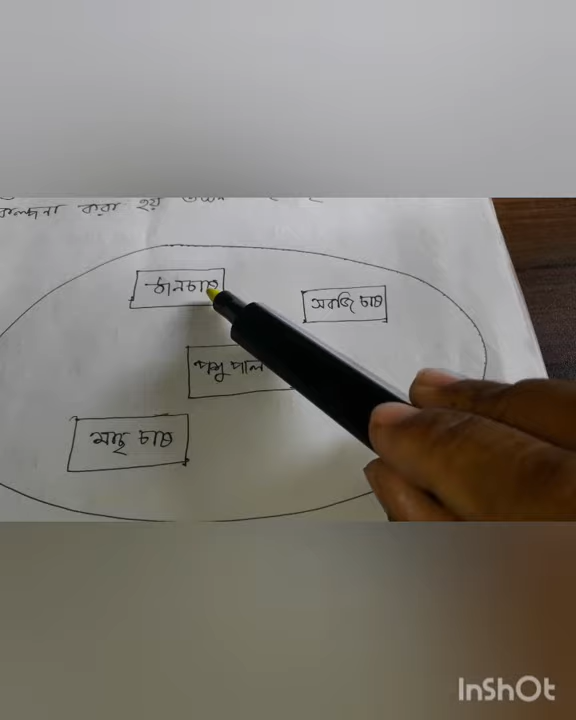 কল্পনা করা হয়
ধানচাষ
সবজি চাষ
পশু পাল
মাছ চাষ
InShOt